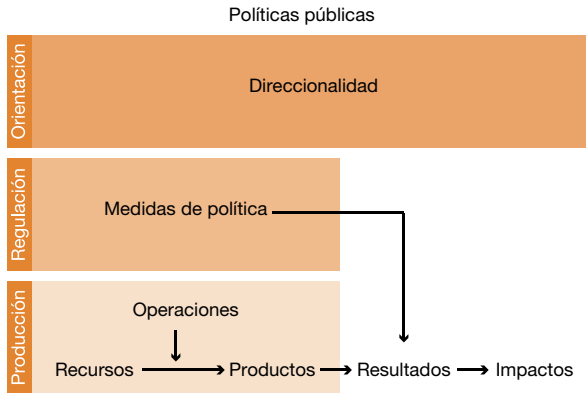 Políticas públicas
Orientación
Direccionalidad
Regulación
Medidas de política
Producción
Operaciones
Recursos Productos Resultados Impactos